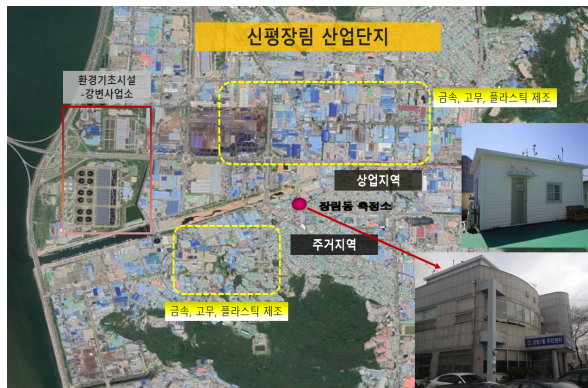 신평장림 산업단지
환경기초시설
-강변사업소
금속, 고무, 플라스틱 제조
상업지역
장림동 측정소
주거지역
금속, 고무, 플라스틱 제조